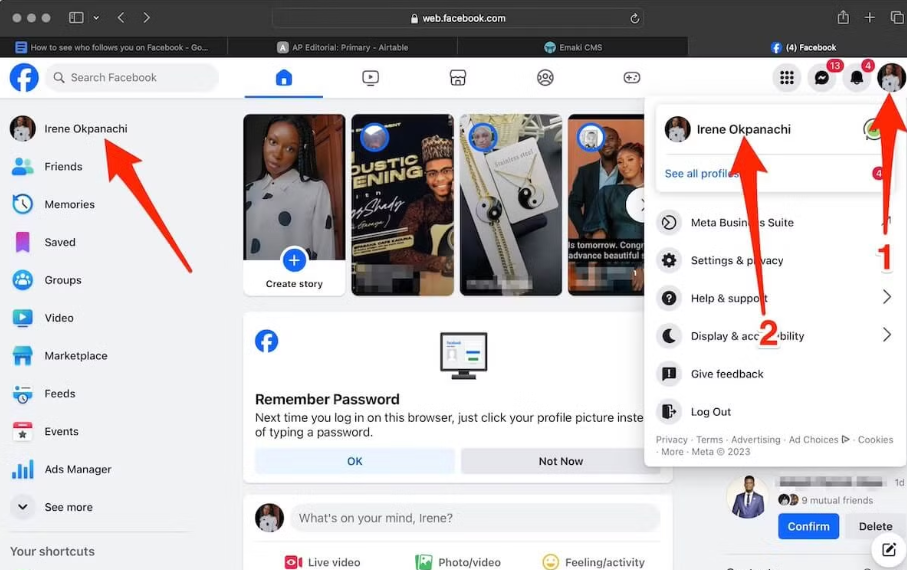 web.facebook.com
How to see who follows you on Facebook - Go...
A AP Editorial: Primary - Airtable
Emaki CMS
(4) Facebook
Search Facebook
13
4
Irene Okpanachi
Friends
Memories
Saved
Groups
Video
Marketplace
Feeds
Events
Ads Manager
See more
Your shortcuts
Create story
OUSTIC
ENING
Stainless steel
ls tomorrow. Cong
advance beautiful
Remember Password
Next time you log in on this browser, just click your profile picture inste
of typing a password.
OK
Not Now
What's on your mind, Irene?
Live video
Photo/video
Feeling/activity
Irene Okpanachi
See all profiles
4
Meta Business Suite
1
Settings & privacy
Help & support
2
Display & acc bility
Give feedback
Log Out
Privacy · Terms · Advertising · Ad Choices · Cookies
· More · Meta © 2023
1d
9 mutual friends
Confirm
Delete